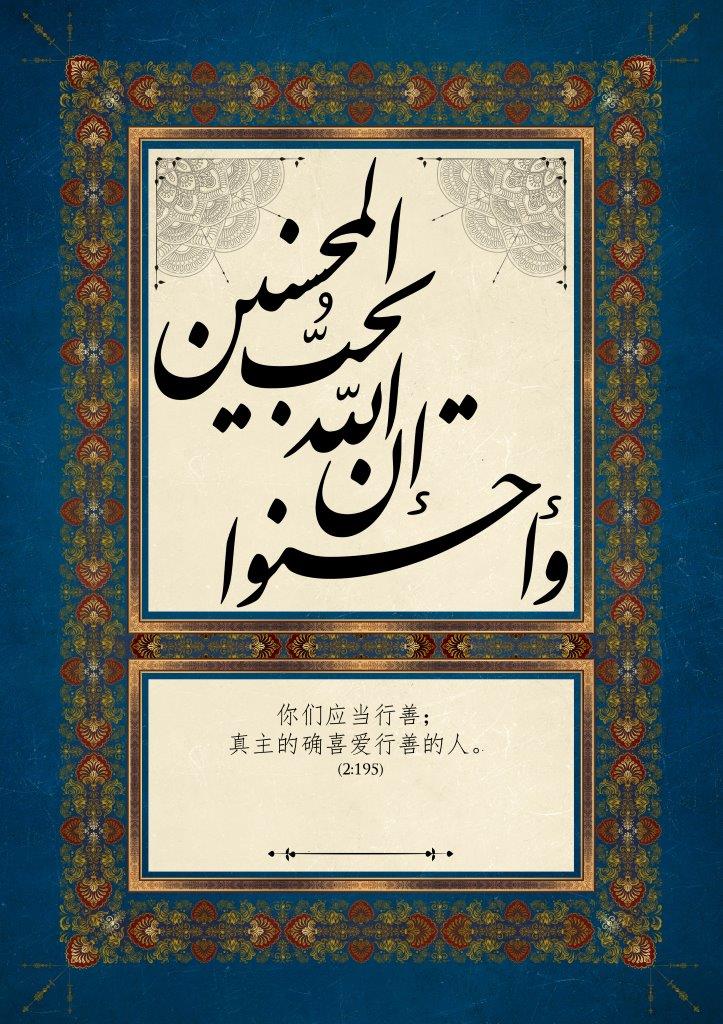 وأحسنوا
إن
الله
يحبُّ
المحسنين
你们应当行善；
真主的确喜爱行善的人。
(2:195)